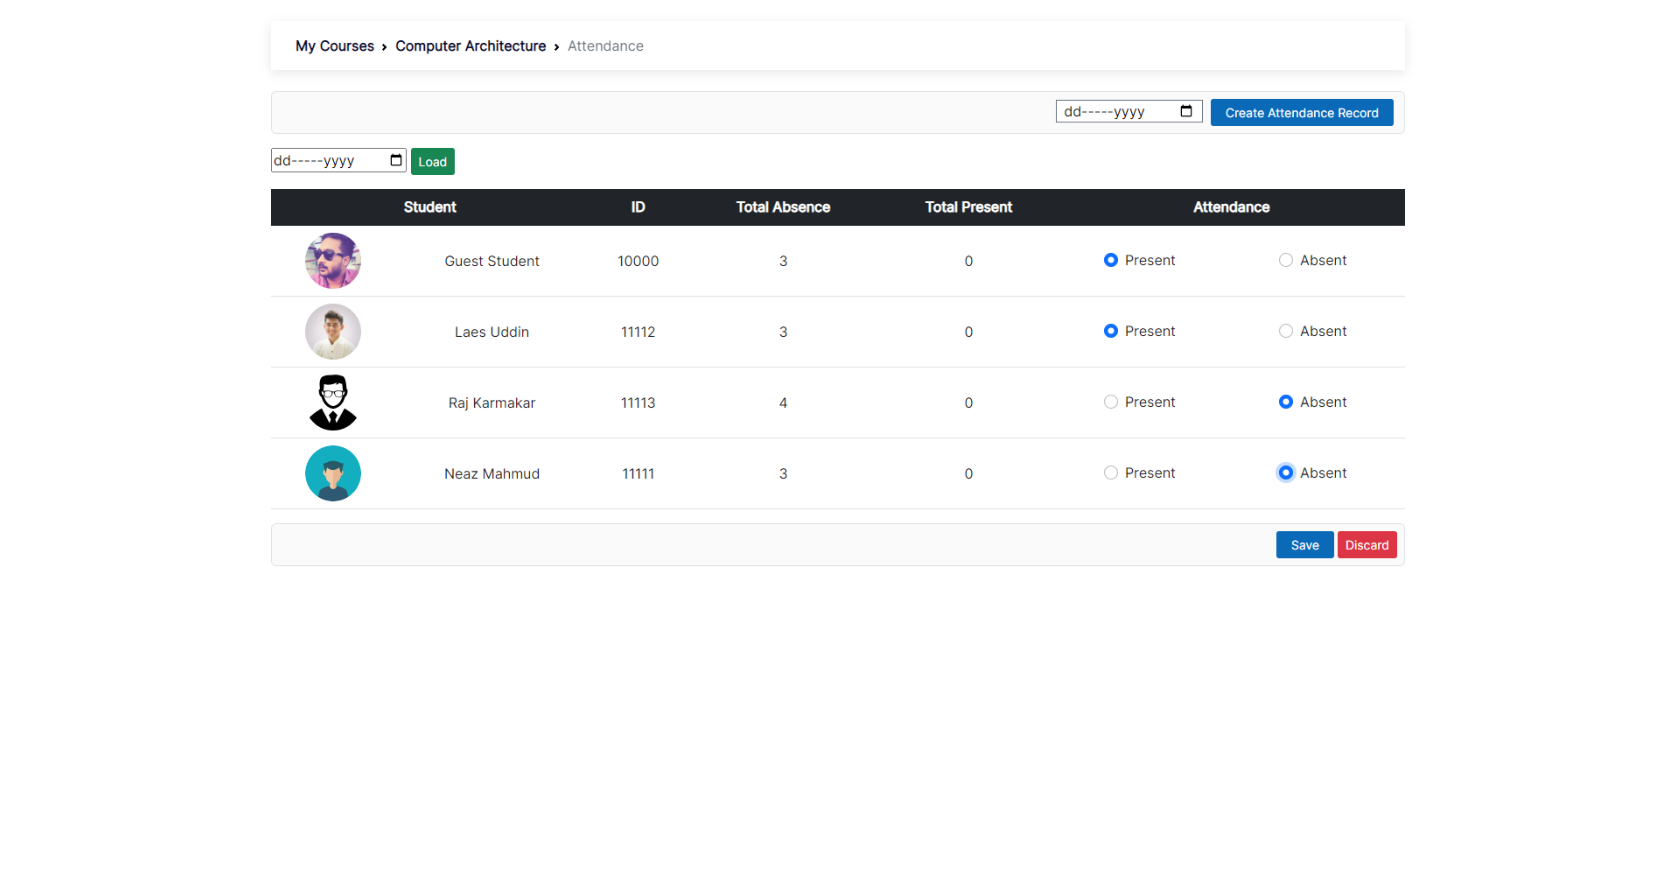 My Courses › Computer Architecture › Attendance
dd-----yyyy Create Attendance Record
dd-----yyyy Load
Student ID Total Absence Total Present Attendance
Guest Student 10000 3 0 Present Absent
Laes Uddin 11112 3 0 Present Absent
Raj Karmakar 11113 4 0 Present Absent
Neaz Mahmud 11111 3 0 Present Absent
Save Discard